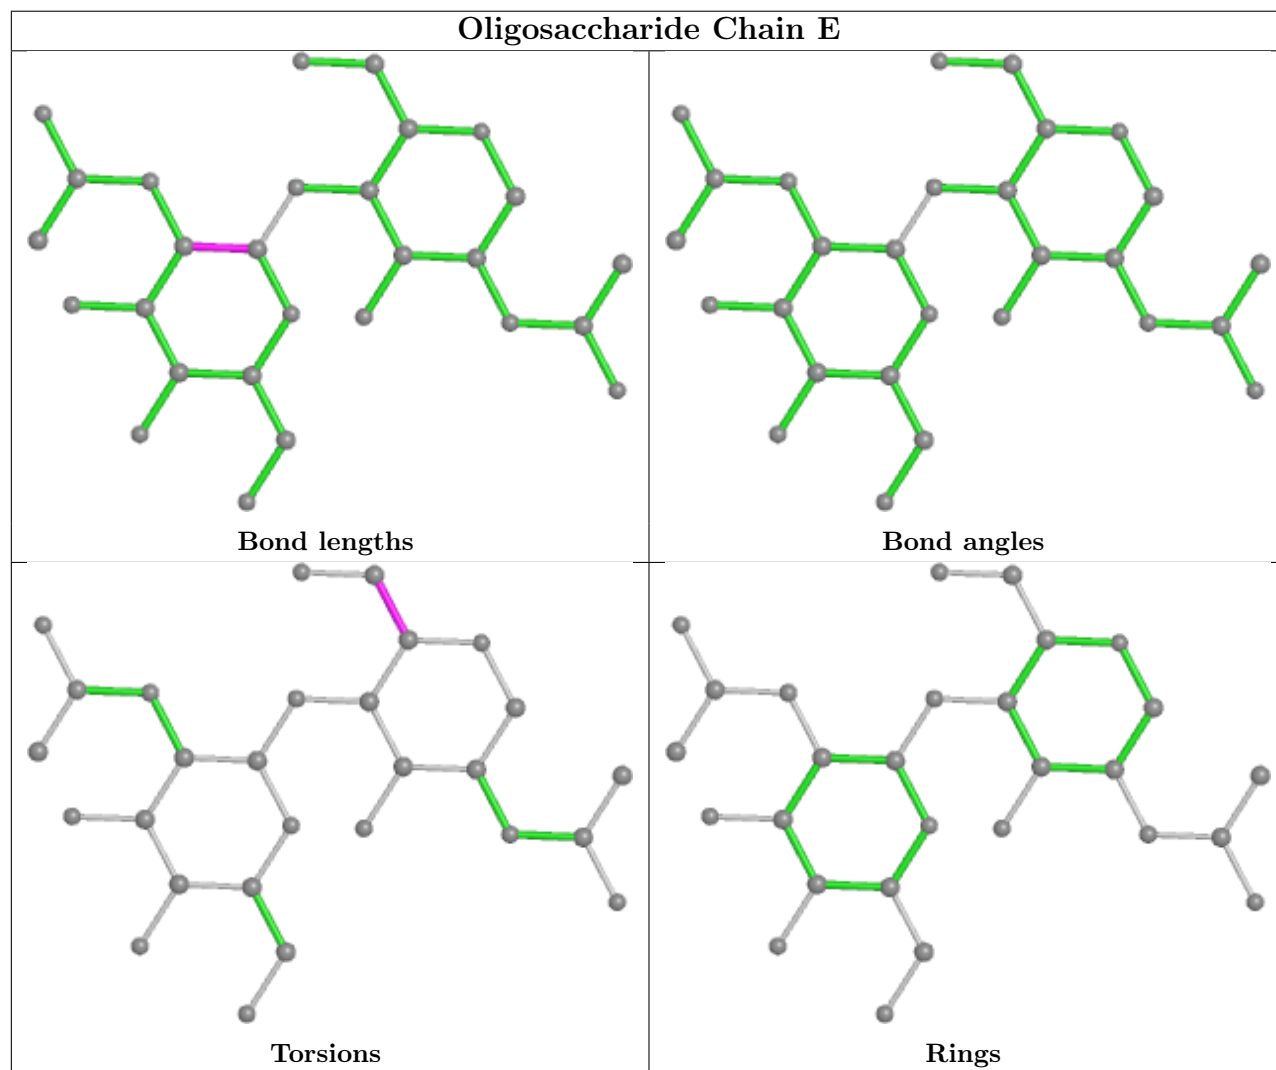 Oligosaccharide Chain E
Bond lengths
Bond angles
Torsions
Rings